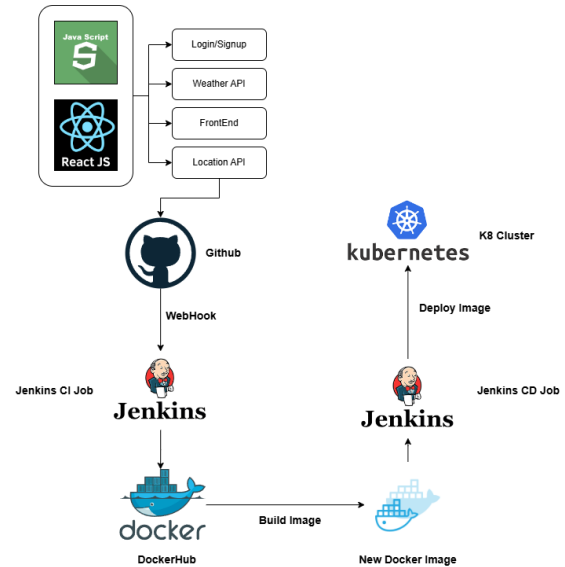 Java Script
React JS
Login/Signup
Weather API
FrontEnd
Location API
Github
WebHook
Jenkins CI Job
Jenkins
docker
DockerHub
Build Image
New Docker Image
Jenkins
Jenkins CD Job
Deploy Image
kubernetes
K8 Cluster